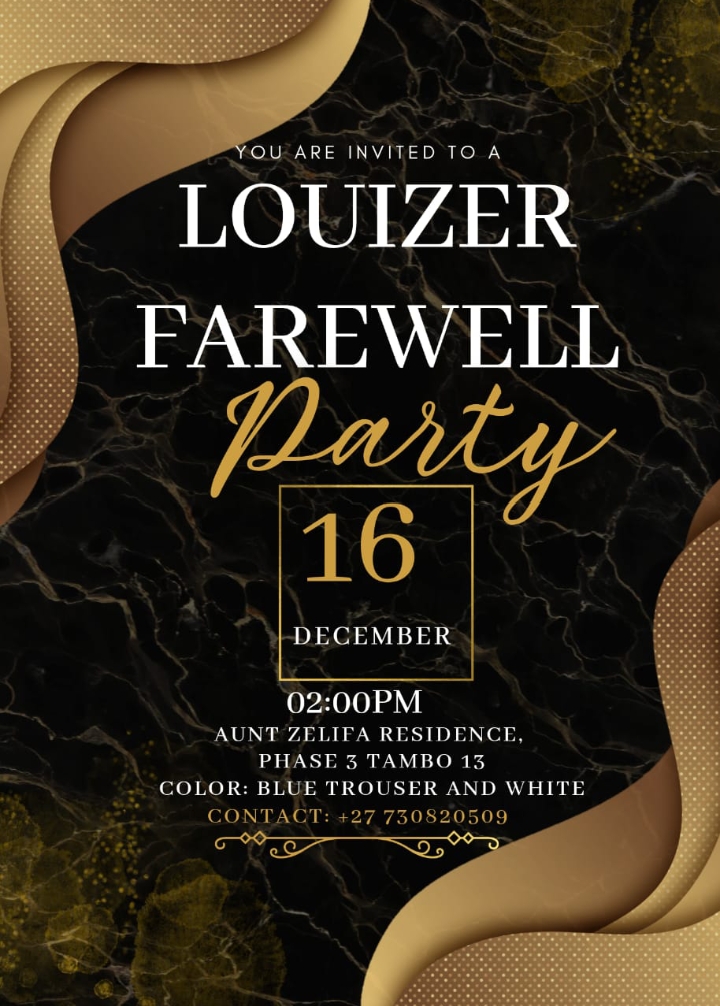 YOU ARE INVITED TO A
LOUIZER
FAREWELL
Party
16
DECEMBER
02:00PM
AUNT ZELIFA RESIDENCE,
PHASE 3 TAMBO 13
COLOR: BLUE TROUSER AND WHITE
CONTACT: +27 730820509